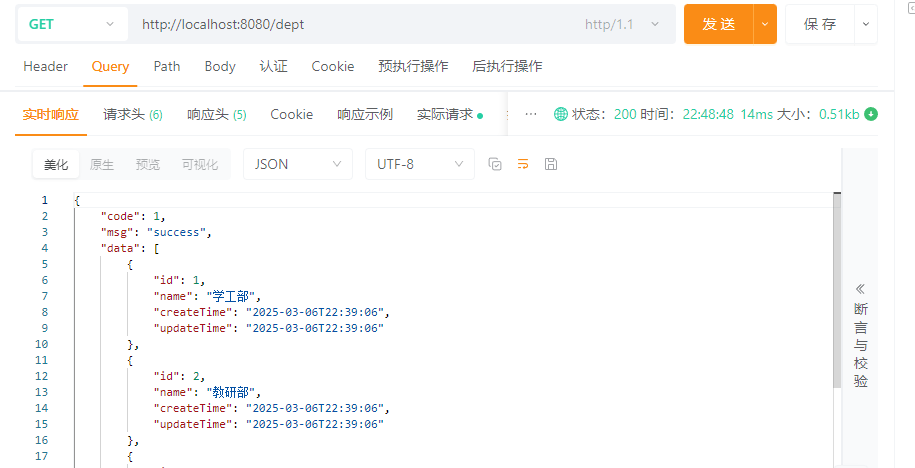 GET http://localhost:8080/dept http/1.1 发 送 保 存
Header Query Path Body 认证 Cookie 预执行操作 后执行操作
实时响应 请求头 (6) 响应头 (5) Cookie 响应示例 实际请求 ... 状态： 200 时间： 22:48:48 14ms 大小： 0.51kb
美化 原生 预览 可视化 JSON UTF-8
1 {
2 "code": 1,
3 "msg": "success",
4 "data": [
5 {
6 "id": 1,
7 "name": "学工部",
8 "createTime": "2025-03-06T22:39:06",
9 "updateTime": "2025-03-06T22:39:06"
10 },
11 {
12 "id": 2,
13 "name": "教研部",
14 "createTime": "2025-03-06T22:39:06",
15 "updateTime": "2025-03-06T22:39:06"
16 },
17 {
断言与校验